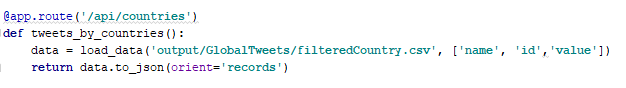 @app.route('/api/countries')
def tweets_by_countries():
    data = load_data('output/GlobalTweets/filteredCountry.csv', ['name', 'id','value'])
    return data.to_json(orient='records')